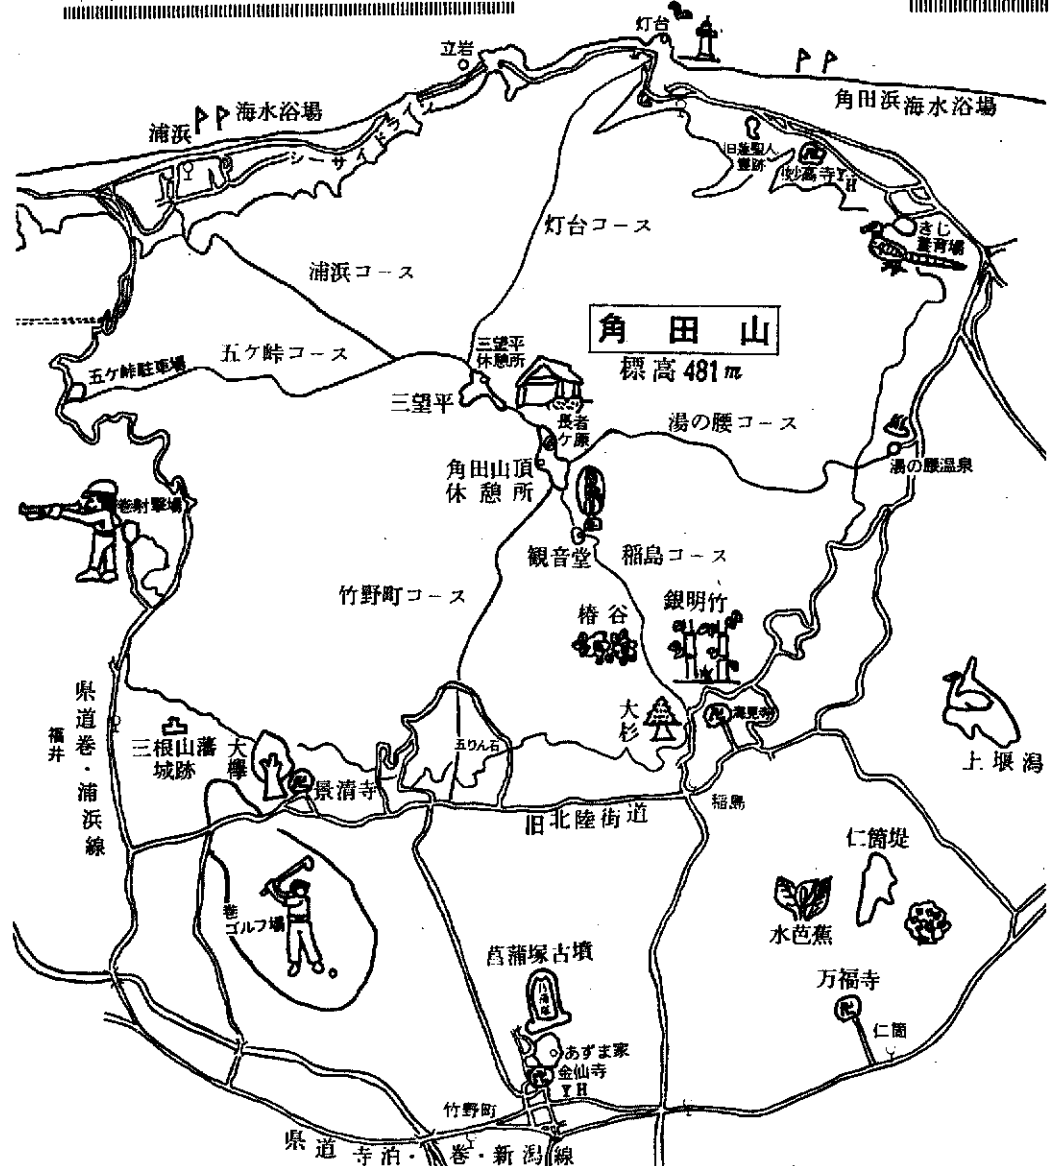 灯台
立岩
浦浜
海水浴場
シーサイドライン
角田浜海水浴場
妙高寺YH
きじ
養育場
灯台コース
浦浜コース
五ケ峠コース
五ケ峠駐車場
角田山
標高481m
三望平
休憩所
三望平
長者
ケ原
湯の腰コース
湯の腰温泉
角田山頂
休憩所
観音堂
稲島コース
巻射撃場
竹野町コース
椿谷
銀明竹
大杉
上堰潟
県道巻・浦浜線
福井
三根山藩
城跡
大欅
景清寺
五りん石
旧北陸街道
稲島
仁箇堤
水芭蕉
巻
ゴルフ場
菖蒲塚古墳
あずま家
金仙寺
YH
万福寺
仁箇
竹野町
県道寺泊・巻・新潟線